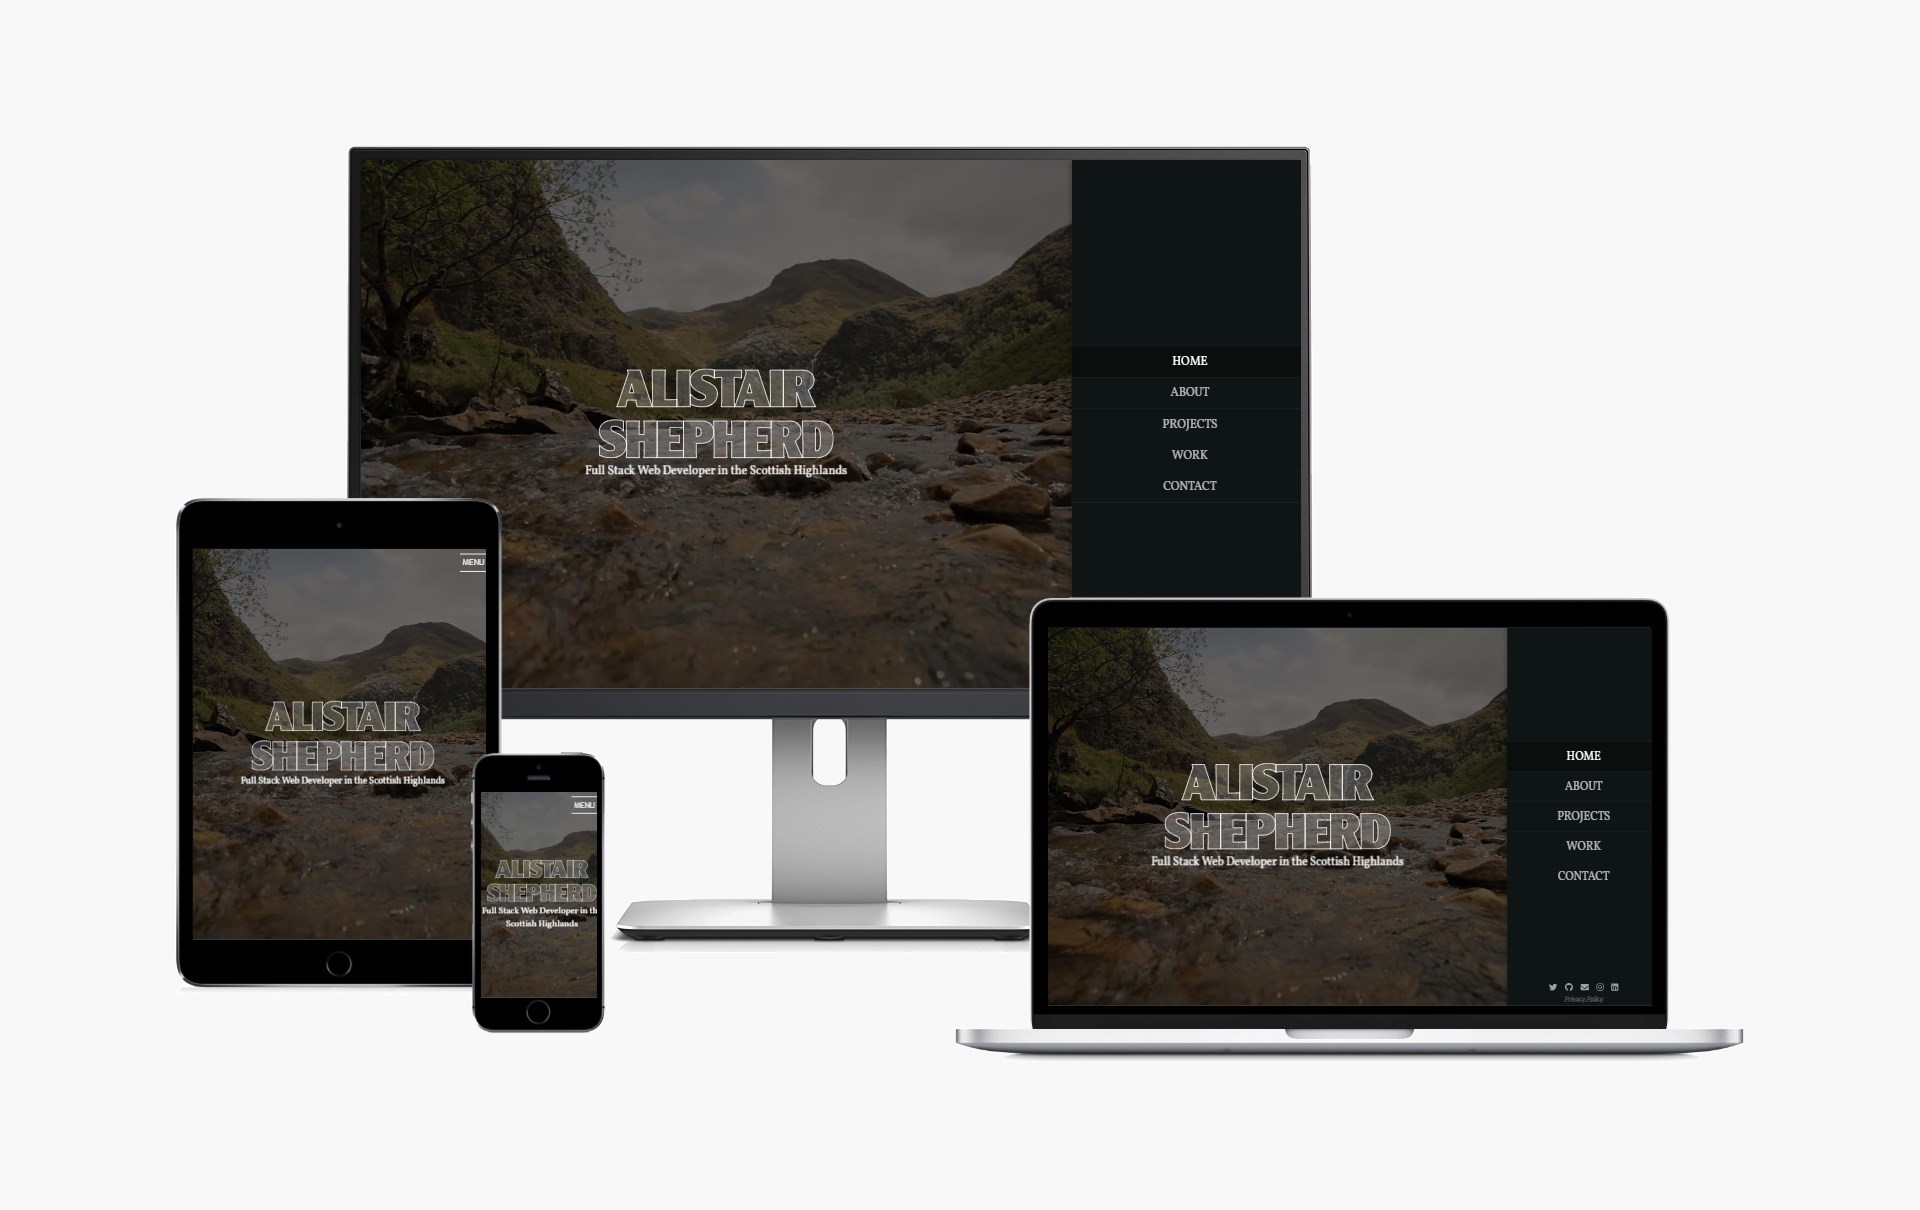 ALISTAIR
SHEPHERD
Full Stack Web Developer in the Scottish Highlands
HOME
ABOUT
PROJECTS
WORK
CONTACT
MENU
ALISTAIR
SHEPHERD
Full Stack Web Developer in the Scottish Highlands
MENU
ALISTAIR
SHEPHERD
Full Stack Web Developer in th
Scottish Highlands
ALISTAIR
SHEPHERD
Full Stack Web Developer in the Scottish Highlands
HOME
ABOUT
PROJECTS
WORK
CONTACT
Privacy Policy